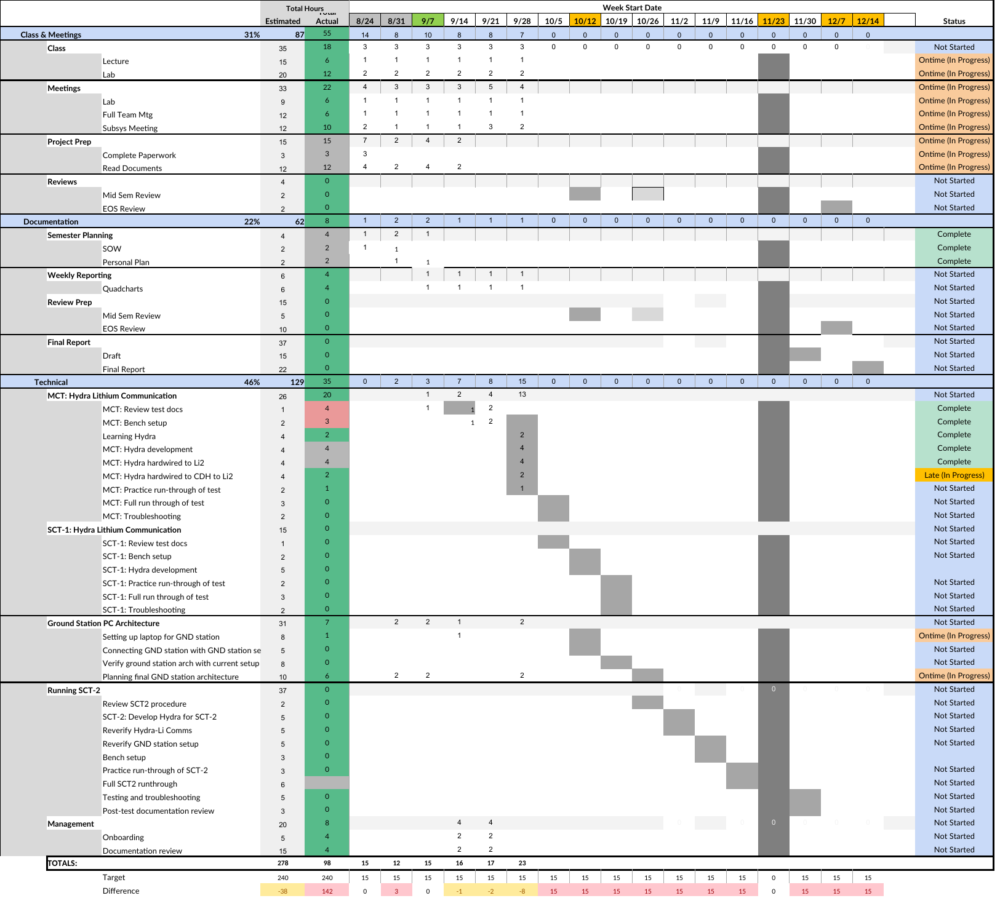 Total Hours Week Start Date
Estimated Total Actual 8/24 8/31 9/7 9/14 9/21 9/28 10/5 10/12 10/19 10/26 11/2 11/9 11/16 11/23 11/30 12/7 12/14 Status
Class & Meetings 31% 87 55 14 8 10 8 8 7 0 0 0 0 0 0 0 0 0 0 0
Class 35 18 3 3 3 3 3 3 0 0 0 0 0 0 0 0 0 0 Not Started
Lecture 15 6 1 1 1 1 1 1 Ontime (In Progress)
Lab 20 12 2 2 2 2 2 2 Ontime (In Progress)
Meetings 33 22 4 3 3 3 5 4 Ontime (In Progress)
Lab 9 6 1 1 1 1 1 1 Ontime (In Progress)
Full Team Mtg 12 6 1 1 1 1 1 1 Ontime (In Progress)
Subsys Meeting 12 10 2 1 1 1 3 2 Ontime (In Progress)
Project Prep 15 15 7 2 4 2 Ontime (In Progress)
Complete Paperwork 3 3 3 Ontime (In Progress)
Read Documents 12 12 4 2 4 2 Ontime (In Progress)
Reviews 4 0 Not Started
Mid Sem Review 2 0 Not Started
EOS Review 2 0 Not Started
Documentation 22% 62 8 1 2 2 1 1 1 0 0 0 0 0 0 0 0 0 0 0
Semester Planning 4 4 1 2 1 Complete
SOW 2 2 1 1 Complete
Personal Plan 2 2 1 1 Complete
Weekly Reporting 6 4 1 1 1 1 Not Started
Quadcharts 6 4 1 1 1 1 Not Started
Review Prep 15 0 Not Started
Mid Sem Review 5 0 Not Started
EOS Review 10 0 Not Started
Final Report 37 0 Not Started
Draft 15 0 Not Started
Final Report 22 0 Not Started
Technical 46% 129 35 0 2 3 7 8 15 0 0 0 0 0 0 0 0 0 0 0
MCT: Hydra Lithium Communication 26 20 1 2 4 13 Not Started
MCT: Review test docs 1 4 1 1 2 Complete
MCT: Bench setup 2 3 1 2 Complete
Learning Hydra 4 2 2 Complete
MCT: Hydra development 4 4 4 Complete
MCT: Hydra hardwired to Li2 4 4 4 Complete
MCT: Hydra hardwired to CDH to Li2 4 2 2 Late (In Progress)
MCT: Practice run-through of test 2 1 1 Not Started
MCT: Full run through of test 3 0 Not Started
MCT: Troubleshooting 2 0 Not Started
SCT-1: Hydra Lithium Communication 15 0 Not Started
SCT-1: Review test docs 1 0 Not Started
SCT-1: Bench setup 2 0 Not Started
SCT-1: Hydra development 5 0
SCT-1: Practice run-through of test 2 0 Not Started
SCT-1: Full run through of test 3 0 Not Started
SCT-1: Troubleshooting 2 0 Not Started
Ground Station PC Architecture 31 7 2 2 1 2 Not Started
Setting up laptop for GND station 8 1 1 Ontime (In Progress)
Connecting GND station with GND station se 5 0 Not Started
Verify ground station arch with current setup 8 0 Not Started
Planning final GND station architecture 10 6 2 2 2 Ontime (In Progress)
Running SCT-2 37 0 0 0 0 0 0 0 Not Started
Review SCT2 procedure 2 0 Not Started
SCT-2: Develop Hydra for SCT-2 5 0 Not Started
Reverify Hydra-Li Comms 5 0 Not Started
Reverify GND station setup 5 0 Not Started
Bench setup 3 0
Practice run-through of SCT-2 3 0 Not Started
Full SCT2 runthrough 6 Not Started
Testing and troubleshooting 5 0 Not Started
Post-test documentation review 3 0 Not Started
Management 20 8 4 4 0 0 0 0 0 0 Not Started
Onboarding 5 4 2 2 Not Started
Documentation review 15 4 2 2 Not Started
TOTALS: 278 98 15 12 15 16 17 23
Target 240 240 15 15 15 15 15 15 15 15 15 15 15 15 15 0 15 15 15
Difference -38 142 0 3 0 -1 -2 -8 15 15 15 15 15 15 15 0 15 15 15